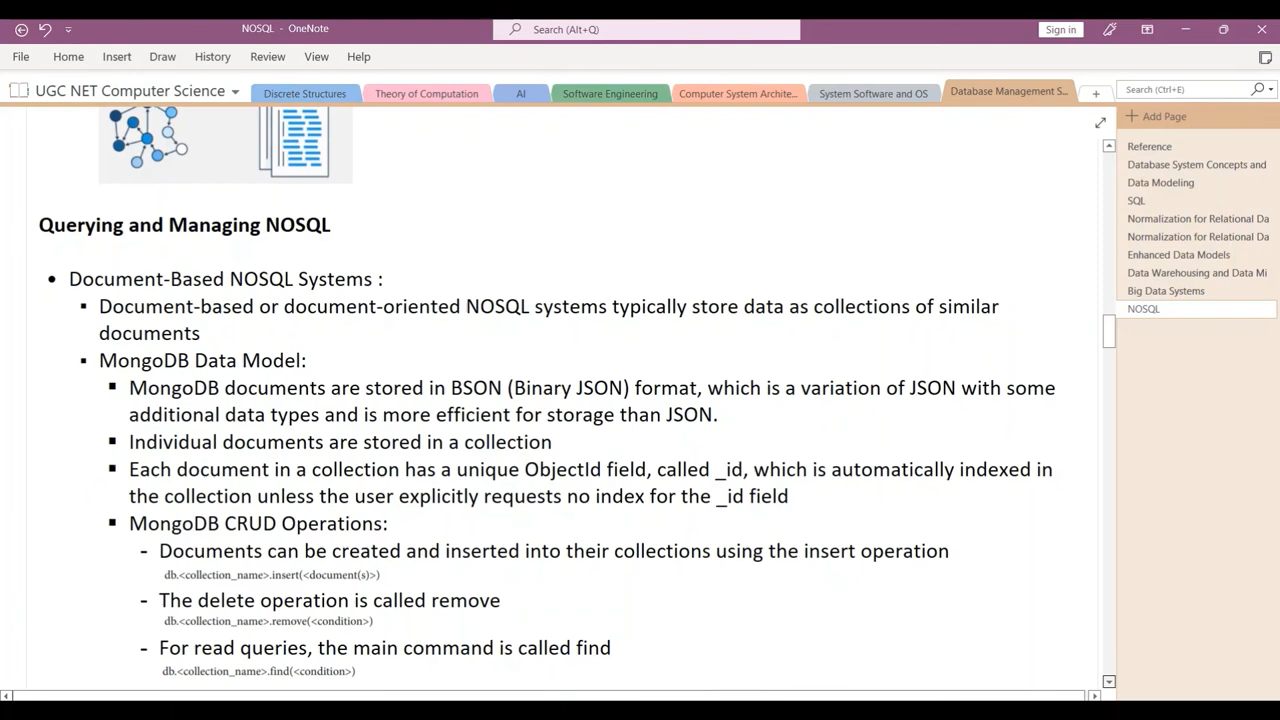 NOSQL - OneNote
Search (Alt+Q)
Sign in
File Home Insert Draw History Review View Help
UGC NET Computer Science
Discrete Structures
Theory of Computation
AI
Software Engineering
Computer System Archite...
System Software and OS
Database Management S...
Search (Ctrl+E)
Add Page
Reference
Database System Concepts and
Data Modeling
SQL
Normalization for Relational Da
Normalization for Relational Da
Enhanced Data Models
Data Warehousing and Data Mi
Big Data Systems
NOSQL
Querying and Managing NOSQL
• Document-Based NOSQL Systems :
▪ Document-based or document-oriented NOSQL systems typically store data as collections of similar
documents
▪ MongoDB Data Model:
▪ MongoDB documents are stored in BSON (Binary JSON) format, which is a variation of JSON with some
additional data types and is more efficient for storage than JSON.
▪ Individual documents are stored in a collection
▪ Each document in a collection has a unique ObjectId field, called _id, which is automatically indexed in
the collection unless the user explicitly requests no index for the _id field
▪ MongoDB CRUD Operations:
- Documents can be created and inserted into their collections using the insert operation
db.<collection_name>.insert(<document(s)>)
- The delete operation is called remove
db.<collection_name>.remove(<condition>)
- For read queries, the main command is called find
db.<collection_name>.find(<condition>)